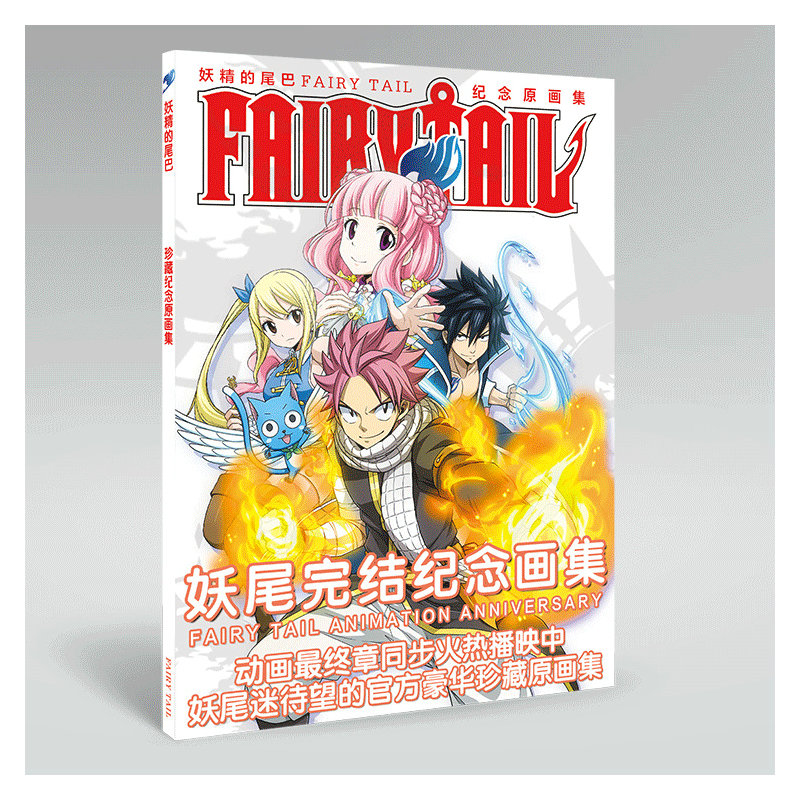 妖精的尾巴 FAIRY TAIL 纪念原画集
FAIRY TAIL
妖尾完结纪念画集
FAIRY TAIL ANIMATION ANNIVERSARY
动画最终章同步火热播映中
妖尾迷待望的官方豪华珍藏原画集
妖精的尾巴
珍藏纪念原画集
FAIRY TAIL